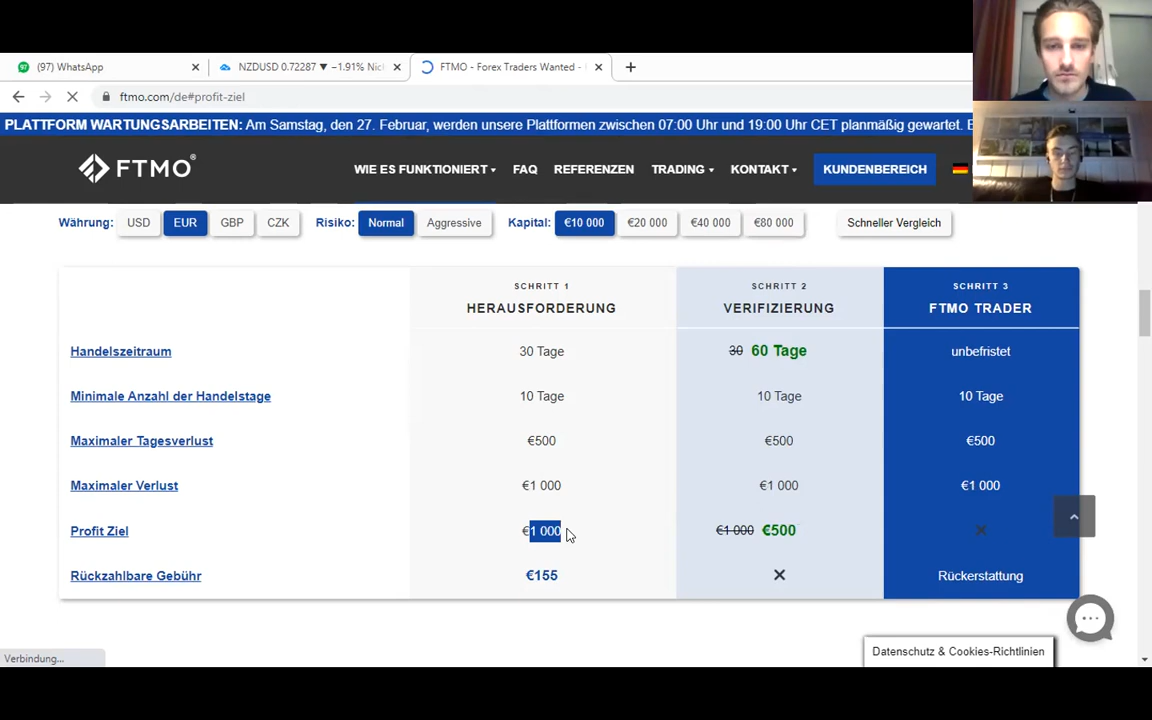 (97) WhatsApp
NZDUSD 0.72287 ▼ −1.91% Nic
FTMO - Forex Traders Wanted -
ftmo.com/de#profit-ziel
PLATTFORM WARTUNGSARBEITEN: Am Samstag, den 27. Februar, werden unsere Plattformen zwischen 07:00 Uhr und 19:00 Uhr CET planmäßig gewartet. E
FTMO® WIE ES FUNKTIONIERT FAQ REFERENZEN TRADING KONTAKT KUNDENBEREICH
Währung: USD EUR GBP CZK Risiko: Normal Aggressive Kapital: €10 000 €20 000 €40 000 €80 000 Schneller Vergleich
SCHRITT 1 SCHRITT 2 SCHRITT 3
HERAUSFORDERUNG VERIFIZIERUNG FTMO TRADER
Handelszeitraum 30 Tage 30 60 Tage unbefristet
Minimale Anzahl der Handelstage 10 Tage 10 Tage 10 Tage
Maximaler Tagesverlust €500 €500 €500
Maximaler Verlust €1 000 €1 000 €1 000
Profit Ziel €1 000 €1 000 €500
Rückzahlbare Gebühr €155 Rückerstattung
Verbindung...
Datenschutz & Cookies-Richtlinien